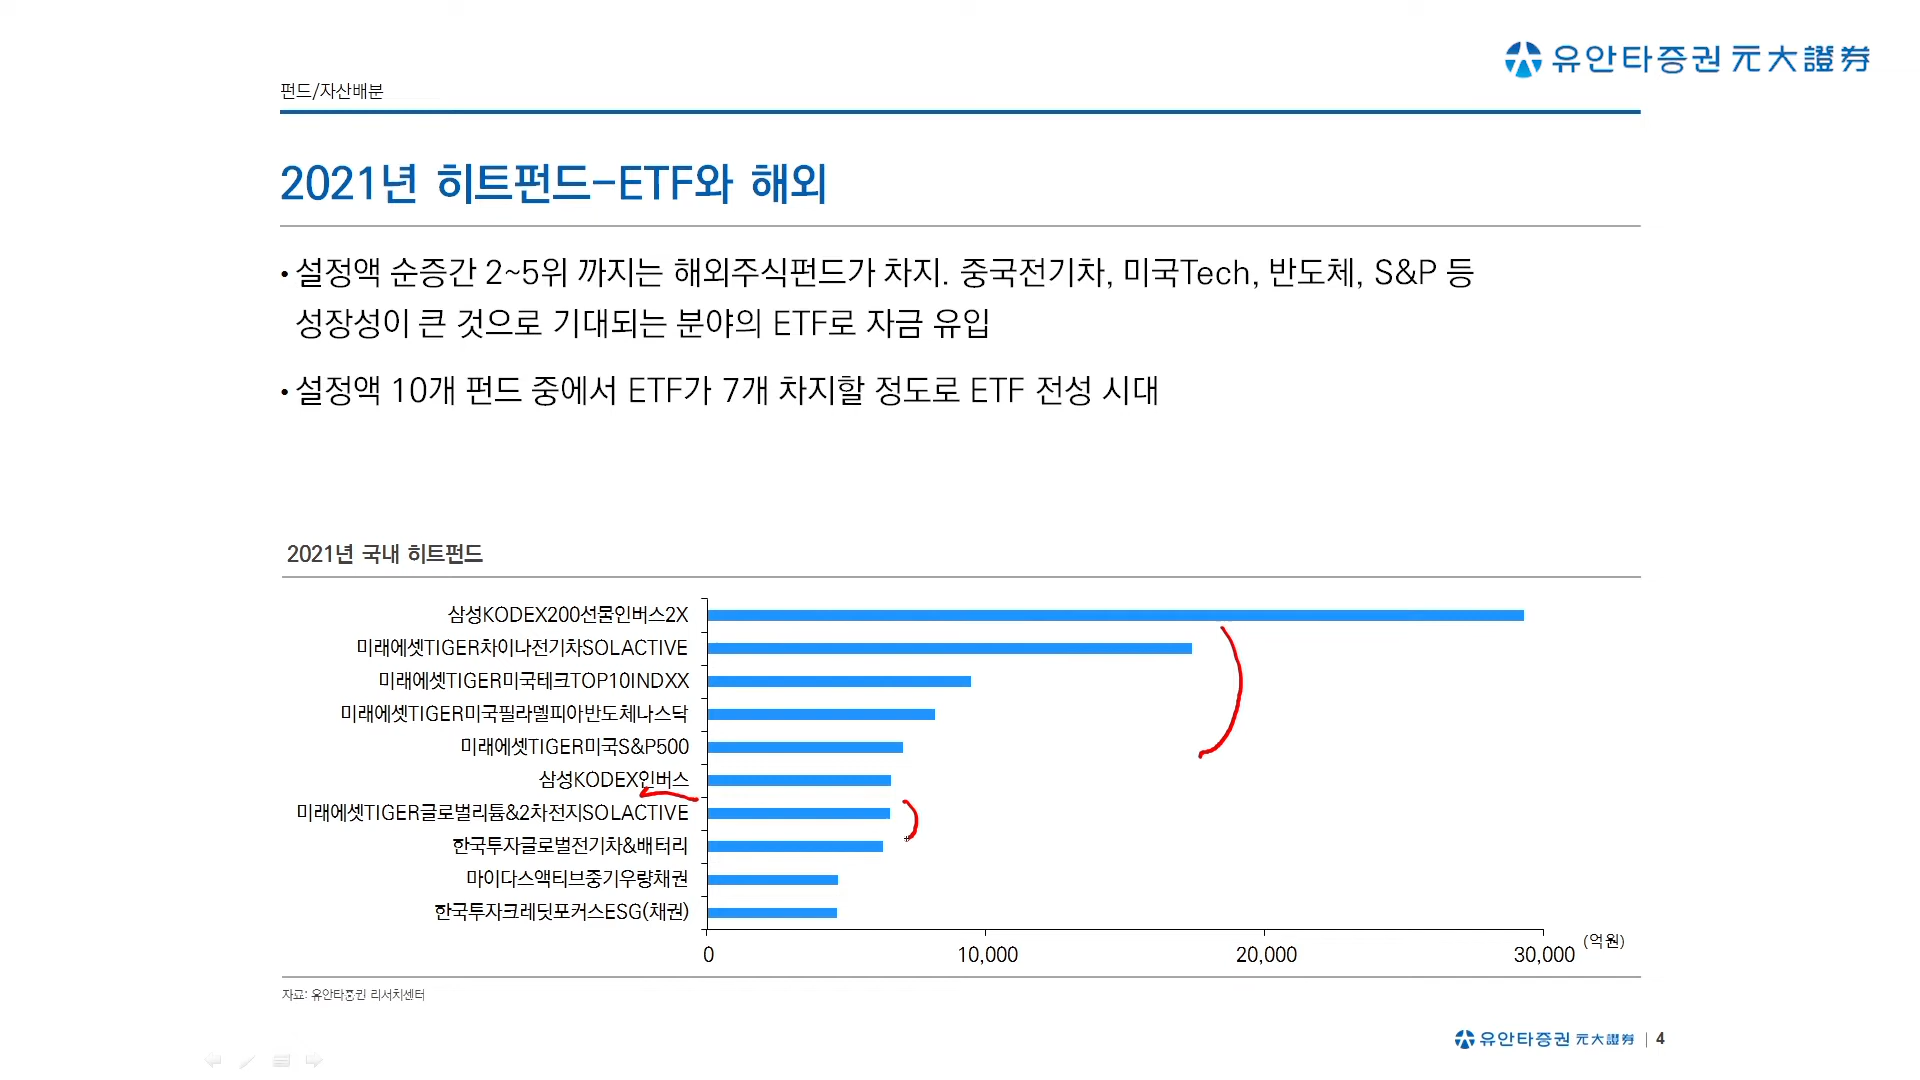 유안타증권 元大證券
펀드/자산배분
2021년 히트펀드-ETF와 해외
• 설정액 순증간 2~5위 까지는 해외주식펀드가 차지. 중국전기차, 미국Tech, 반도체, S&P 등
성장성이 큰 것으로 기대되는 분야의 ETF로 자금 유입
• 설정액 10개 펀드 중에서 ETF가 7개 차지할 정도로 ETF 전성 시대
2021년 국내 히트펀드
삼성KODEX200선물인버스2X
미래에셋TIGER차이나전기차SOLACTIVE
미래에셋TIGER미국테크TOP10INDXX
미래에셋TIGER미국필라델피아반도체나스닥
미래에셋TIGER미국S&P500
삼성KODEX인버스
미래에셋TIGER글로벌리튬&2차전지SOLACTIVE
한국투자글로벌전기차&배터리
마이다스액티브중기우량채권
한국투자크레딧포커스ESG(채권)
0 10,000 20,000 30,000 (억원)
자료: 유안타증권 리서치센터
유안타증권 元大證券 | 4